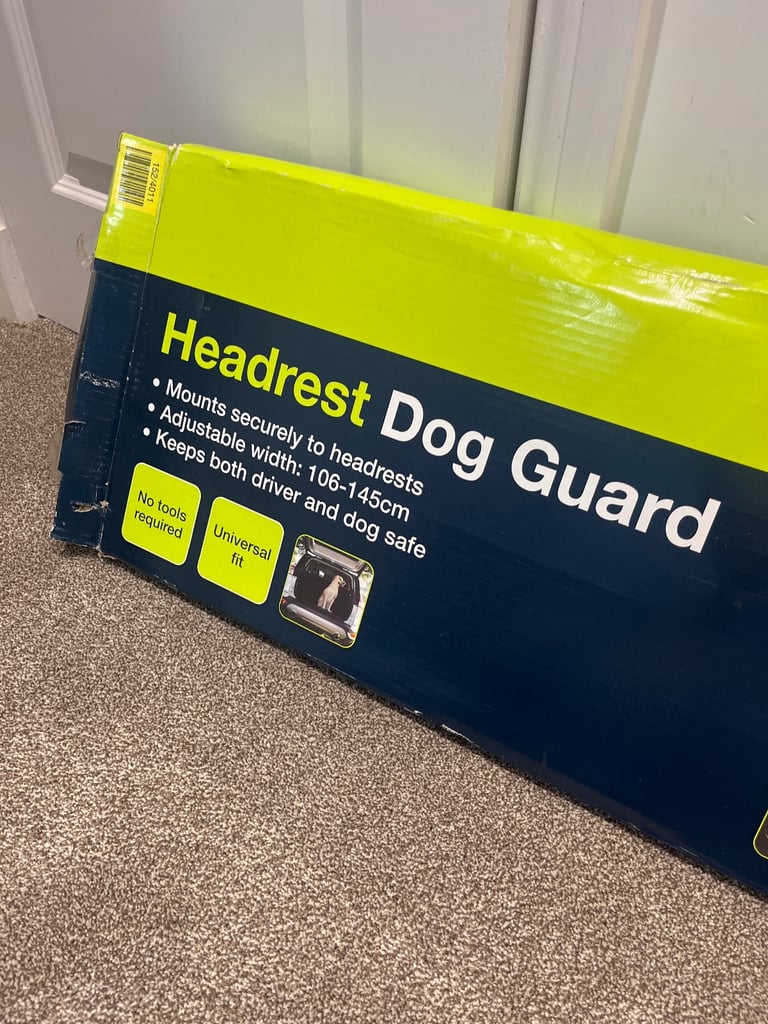 1524011
Headrest Dog Guard
• Mounts securely to headrests
• Adjustable width: 106-145cm
• Keeps both driver and dog safe
No tools
required
Universal
fit